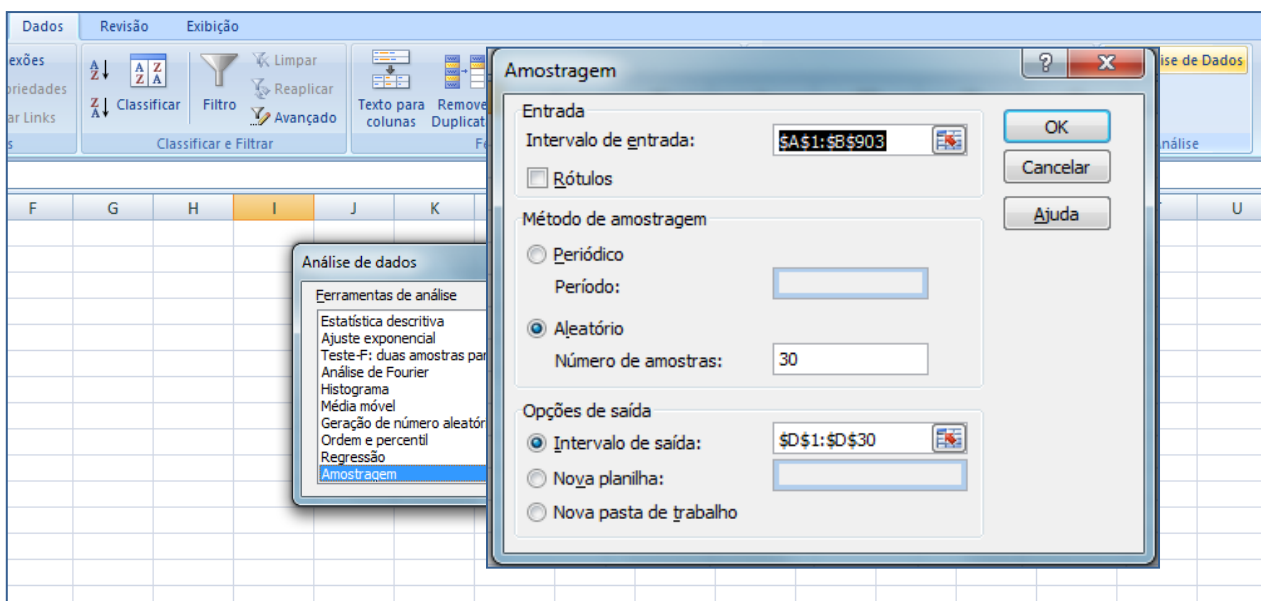 Dados Revisão Exibição
exões
priedades
ar Links
Classificar
Filtro
Limpar
Reaplicar
Avançado
Classificar e Filtrar
Texto para
colunas
Remove
Duplicat
ise de Dados
nálise
F G H I J K U
Análise de dados
Ferramentas de análise
Estatística descritiva
Ajuste exponencial
Teste-F: duas amostras par
Análise de Fourier
Histograma
Média móvel
Geração de número aleatór
Ordem e percentil
Regressão
Amostragem
Amostragem
Entrada
Intervalo de entrada: $A$1:$B$903
Rótulos
Método de amostragem
Periódico
Período:
Aleatório
Número de amostras: 30
Opções de saída
Intervalo de saída: $D$1:$D$30
Nova planilha:
Nova pasta de trabalho
OK
Cancelar
Ajuda